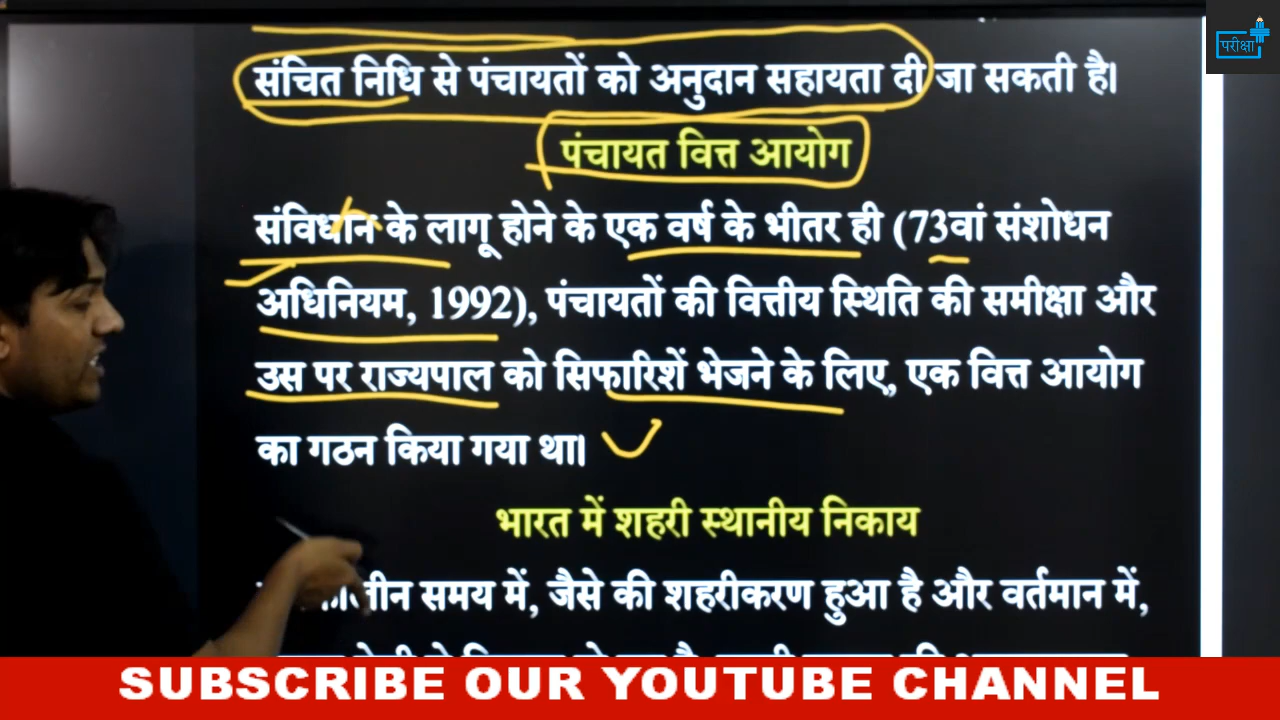 परीक्षा
संचित निधि से पंचायतों को अनुदान सहायता दी जा सकती है।
पंचायत वित्त आयोग
संविधान के लागू होने के एक वर्ष के भीतर ही (73वां संशोधन
अधिनियम, 1992), पंचायतों की वित्तीय स्थिति की समीक्षा और
उस पर राज्यपाल को सिफारिशें भेजने के लिए, एक वित्त आयोग
का गठन किया गया था।
भारत में शहरी स्थानीय निकाय
समय में, जैसे की शहरीकरण हुआ है और वर्तमान में,
SUBSCRIBE OUR YOUTUBE CHANNEL